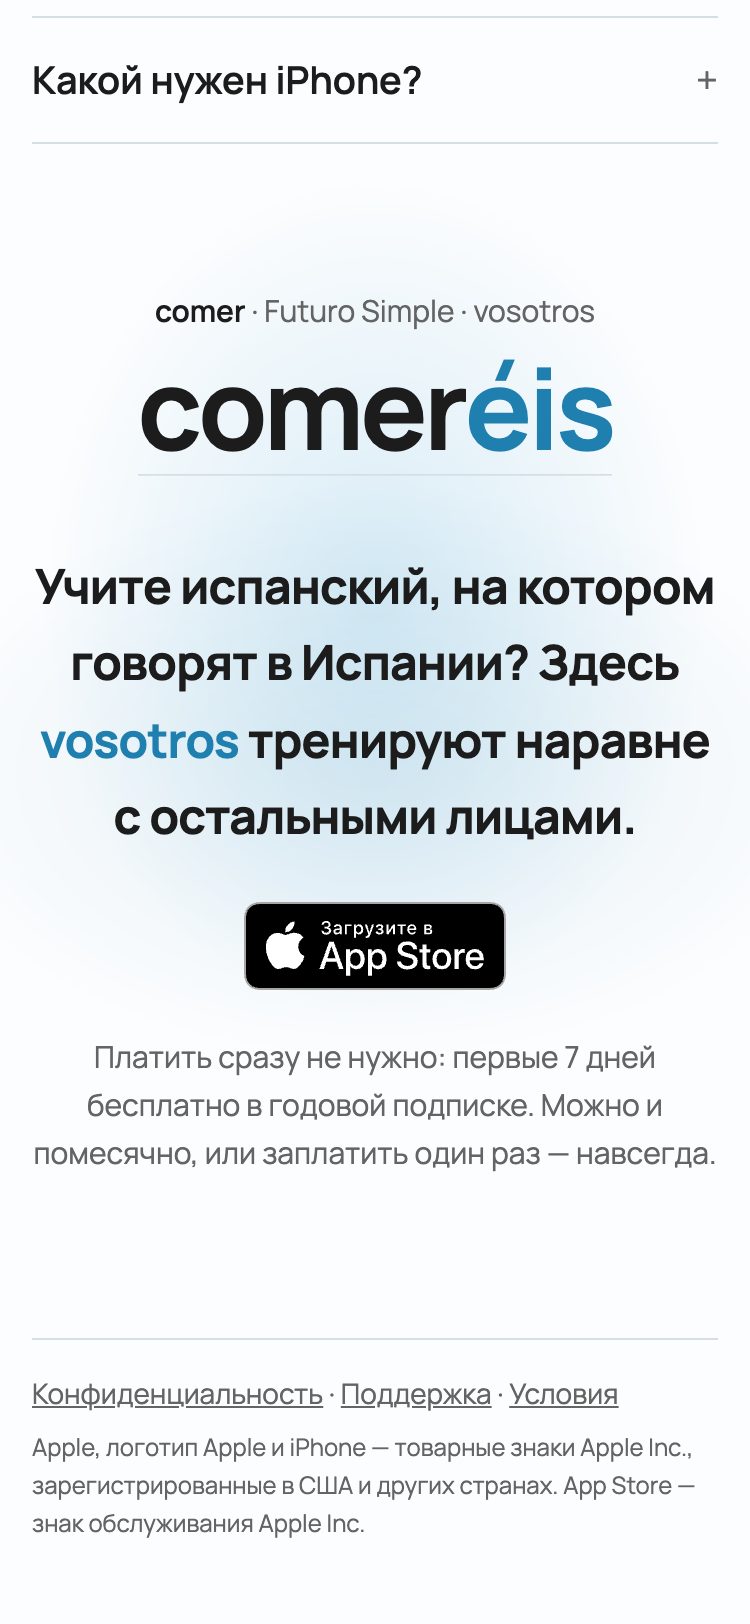 Какой нужен iPhone?
+
comer · Futuro Simple · vosotros
comeréis
Учите испанский, на котором
говорят в Испании? Здесь
vosotros тренируют наравне
с остальными лицами.
Загрузите в
App Store
Платить сразу не нужно: первые 7 дней
бесплатно в годовой подписке. Можно и
помесячно, или заплатить один раз — навсегда.
Конфиденциальность · Поддержка · Условия
Apple, логотип Apple и iPhone — товарные знаки Apple Inc.,
зарегистрированные в США и других странах. App Store —
знак обслуживания Apple Inc.